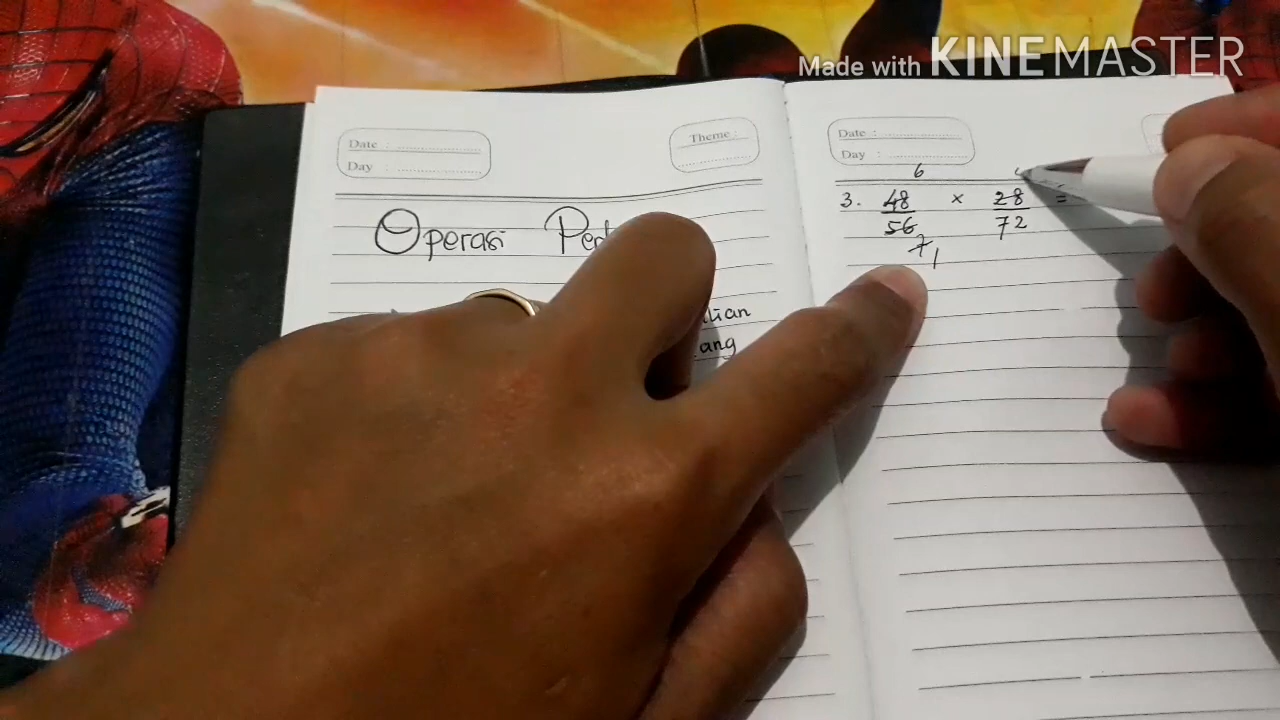 Made with KINEMASTER
Date :
Day :
Theme :
Operasi
lian
ang
Date :
Day :
6
3. 48 × 28 =
56 72
7 1